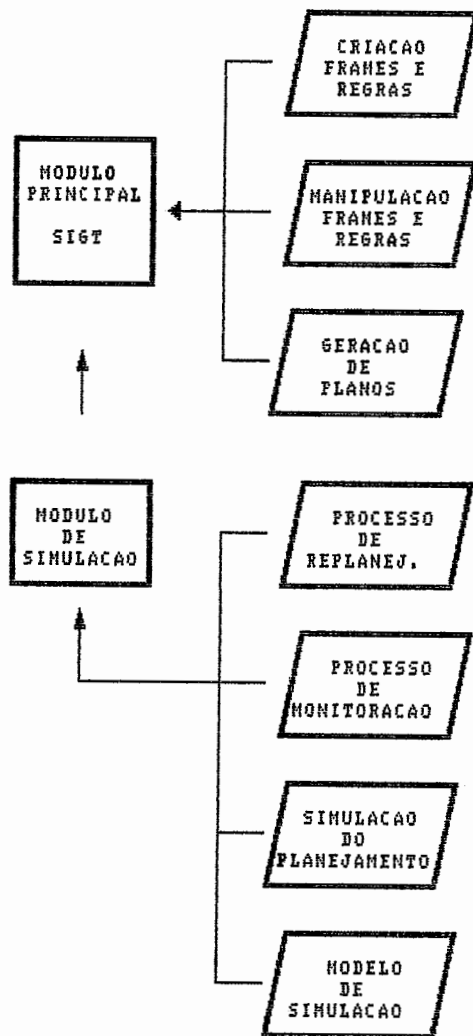 CRIACAO
FRAMES E
REGRAS
MODULO
PRINCIPAL
SIGT
MANIPULACAO
FRAMES E
REGRAS
GERACAO
DE
PLANOS
MODULO
DE
SIMULACAO
PROCESSO
DE
REPLANEJ.
PROCESSO
DE
MONITORACAO
SIMULACAO
DO
PLANEJAMENTO
MODELO
DE
SIMULACAO